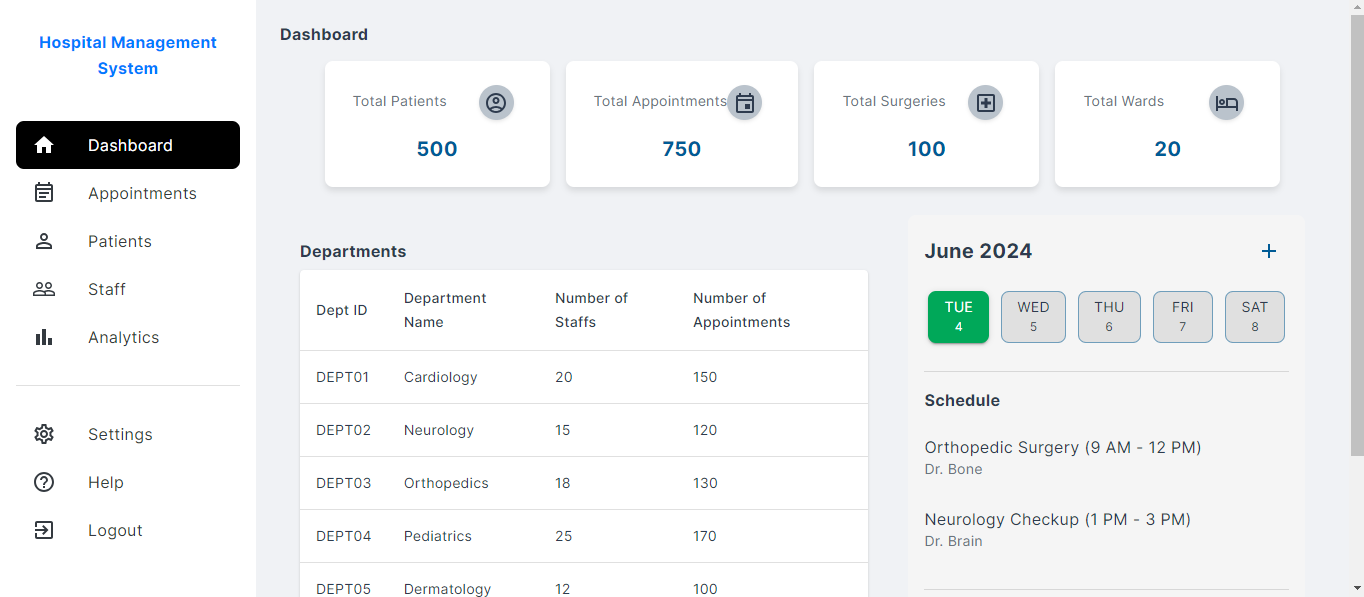 Hospital Management
System
Dashboard
Appointments
Patients
Staff
Analytics
Settings
Help
Logout
Dashboard
Total Patients
500
Total Appointments
750
Total Surgeries
100
Total Wards
20
Departments
Dept ID Department Name Number of Staffs Number of Appointments
DEPT01 Cardiology 20 150
DEPT02 Neurology 15 120
DEPT03 Orthopedics 18 130
DEPT04 Pediatrics 25 170
DEPT05 Dermatology 12 100
June 2024 +
TUE WED THU FRI SAT
4 5 6 7 8
Schedule
Orthopedic Surgery (9 AM - 12 PM)
Dr. Bone
Neurology Checkup (1 PM - 3 PM)
Dr. Brain